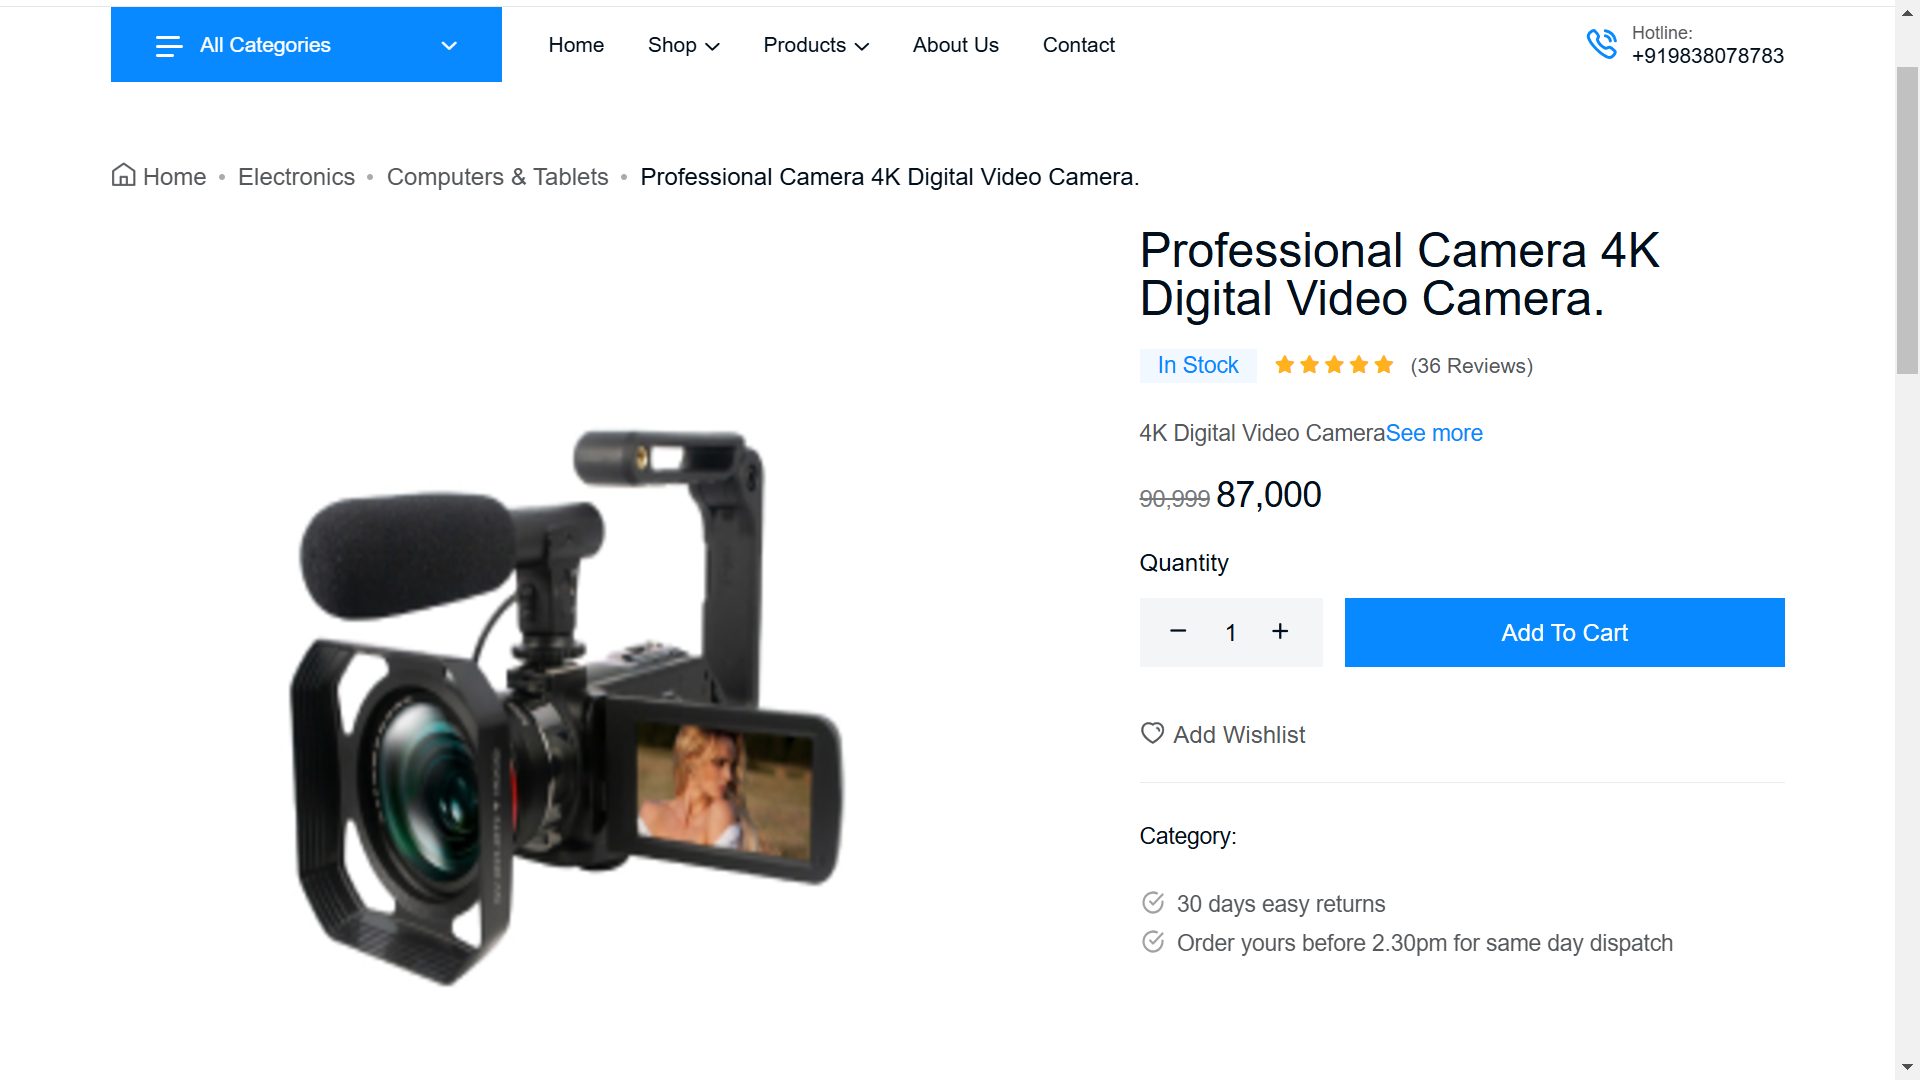 All Categories
Home
Shop
Products
About Us
Contact
Hotline:
+919838078783
Home • Electronics • Computers & Tablets • Professional Camera 4K Digital Video Camera.
Professional Camera 4K
Digital Video Camera.
In Stock
(36 Reviews)
4K Digital Video CameraSee more
90,999 87,000
Quantity
− 1 +
Add To Cart
Add Wishlist
Category:
30 days easy returns
Order yours before 2.30pm for same day dispatch